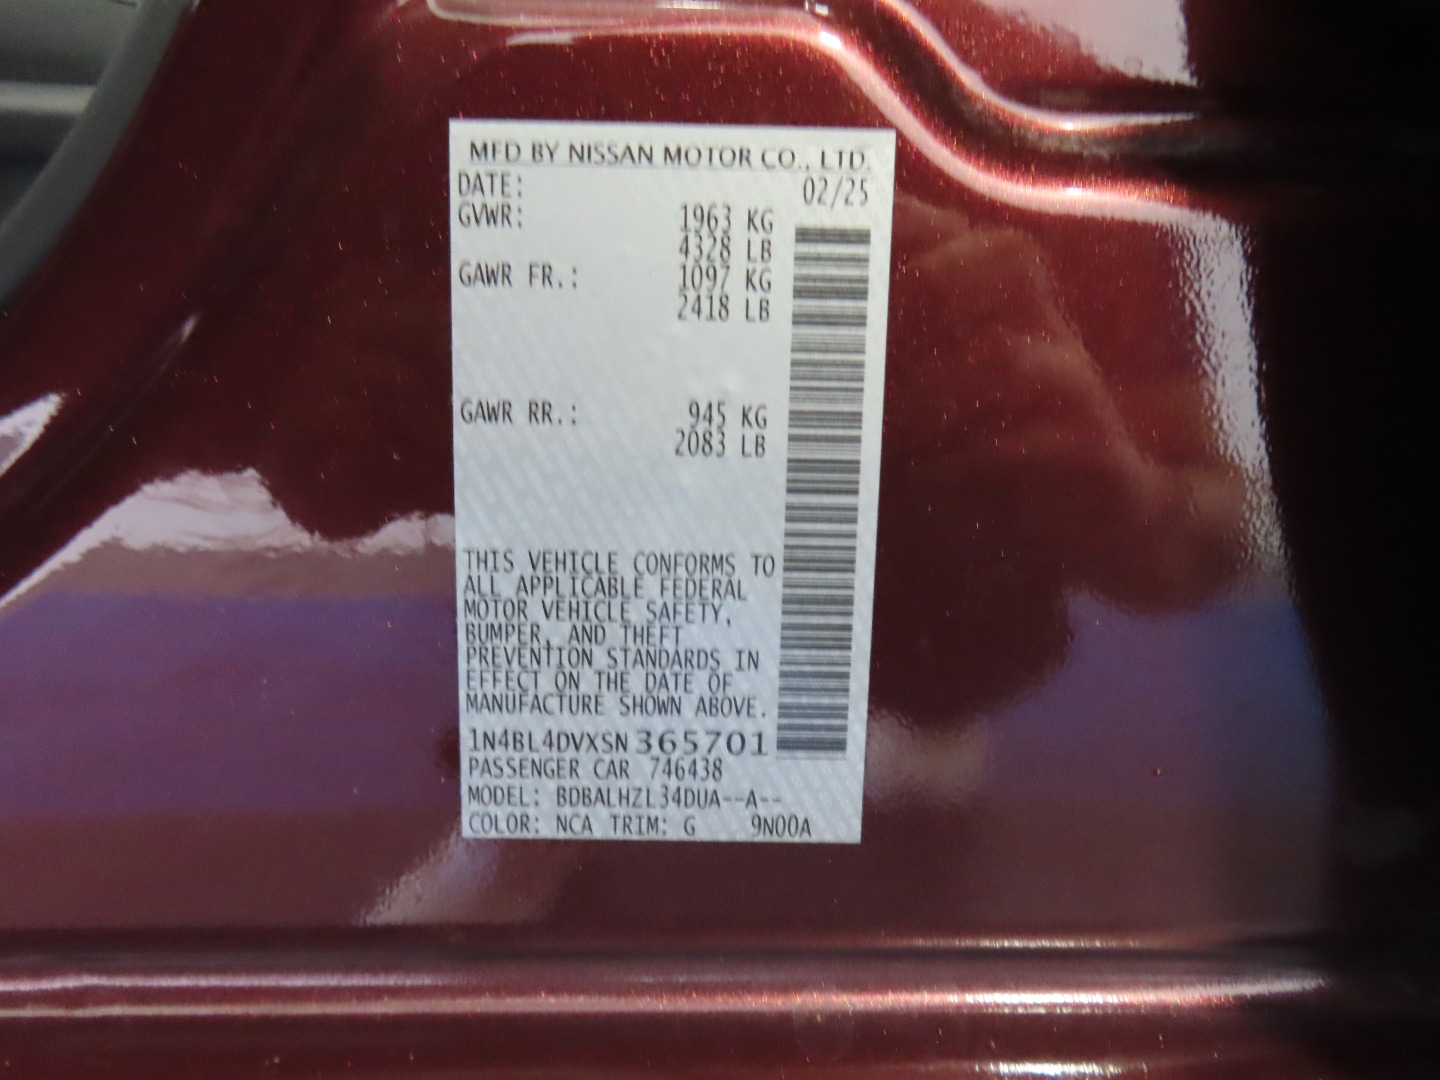 MFD BY NISSAN MOTOR CO., LTD.
DATE: 02/25
GVWR: 1963 KG
4328 LB
GAWR FR.: 1097 KG
2418 LB
GAWR RR.: 945 KG
2083 LB
THIS VEHICLE CONFORMS TO
ALL APPLICABLE FEDERAL
MOTOR VEHICLE SAFETY,
BUMPER, AND THEFT
PREVENTION STANDARDS IN
EFFECT ON THE DATE OF
MANUFACTURE SHOWN ABOVE.
1N4BL4DVXSN365701
PASSENGER CAR 746438
MODEL: BDBALHZL34DUA--A--
COLOR: NCA TRIM: G 9N00A